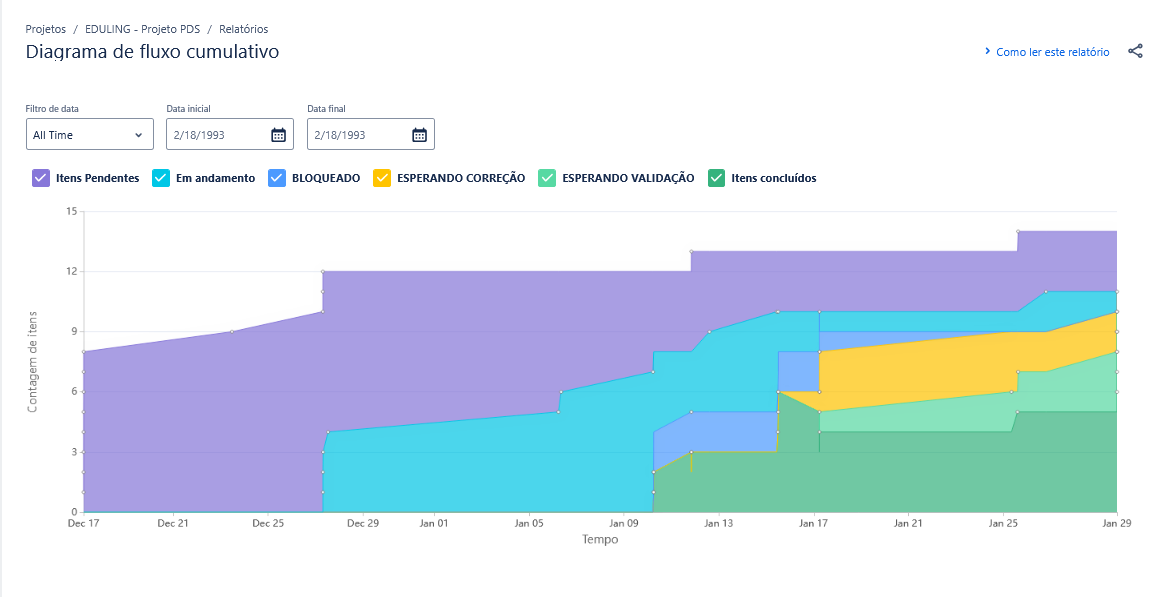 Projetos / EDULING - Projeto PDS / Relatórios
Diagrama de fluxo cumulativo
Como ler este relatório
Filtro de data
Data inicial
Data final
All Time
2/18/1993
2/18/1993
Itens Pendentes
Em andamento
BLOQUEADO
ESPERANDO CORREÇÃO
ESPERANDO VALIDAÇÃO
Itens concluídos
Contagem de itens
15
12
9
6
3
0
Dec 17
Dec 21
Dec 25
Dec 29
Jan 01
Jan 05
Jan 09
Jan 13
Jan 17
Jan 21
Jan 25
Jan 29
Tempo